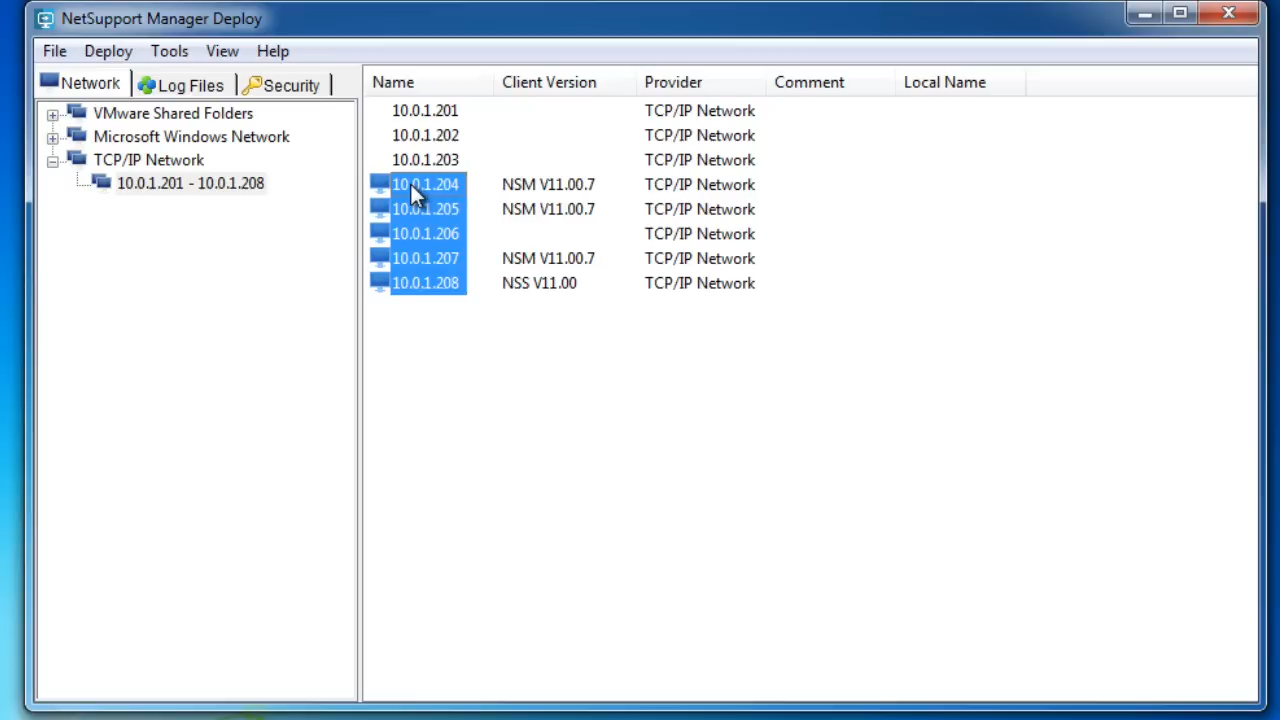 NetSupport Manager Deploy
File Deploy Tools View Help
Network Log Files Security
VMware Shared Folders
Microsoft Windows Network
TCP/IP Network
10.0.1.201 - 10.0.1.208
Name Client Version Provider Comment Local Name
10.0.1.201 TCP/IP Network
10.0.1.202 TCP/IP Network
10.0.1.203 TCP/IP Network
10.0.1.204 NSM V11.00.7 TCP/IP Network
10.0.1.205 NSM V11.00.7 TCP/IP Network
10.0.1.206 TCP/IP Network
10.0.1.207 NSM V11.00.7 TCP/IP Network
10.0.1.208 NSS V11.00 TCP/IP Network